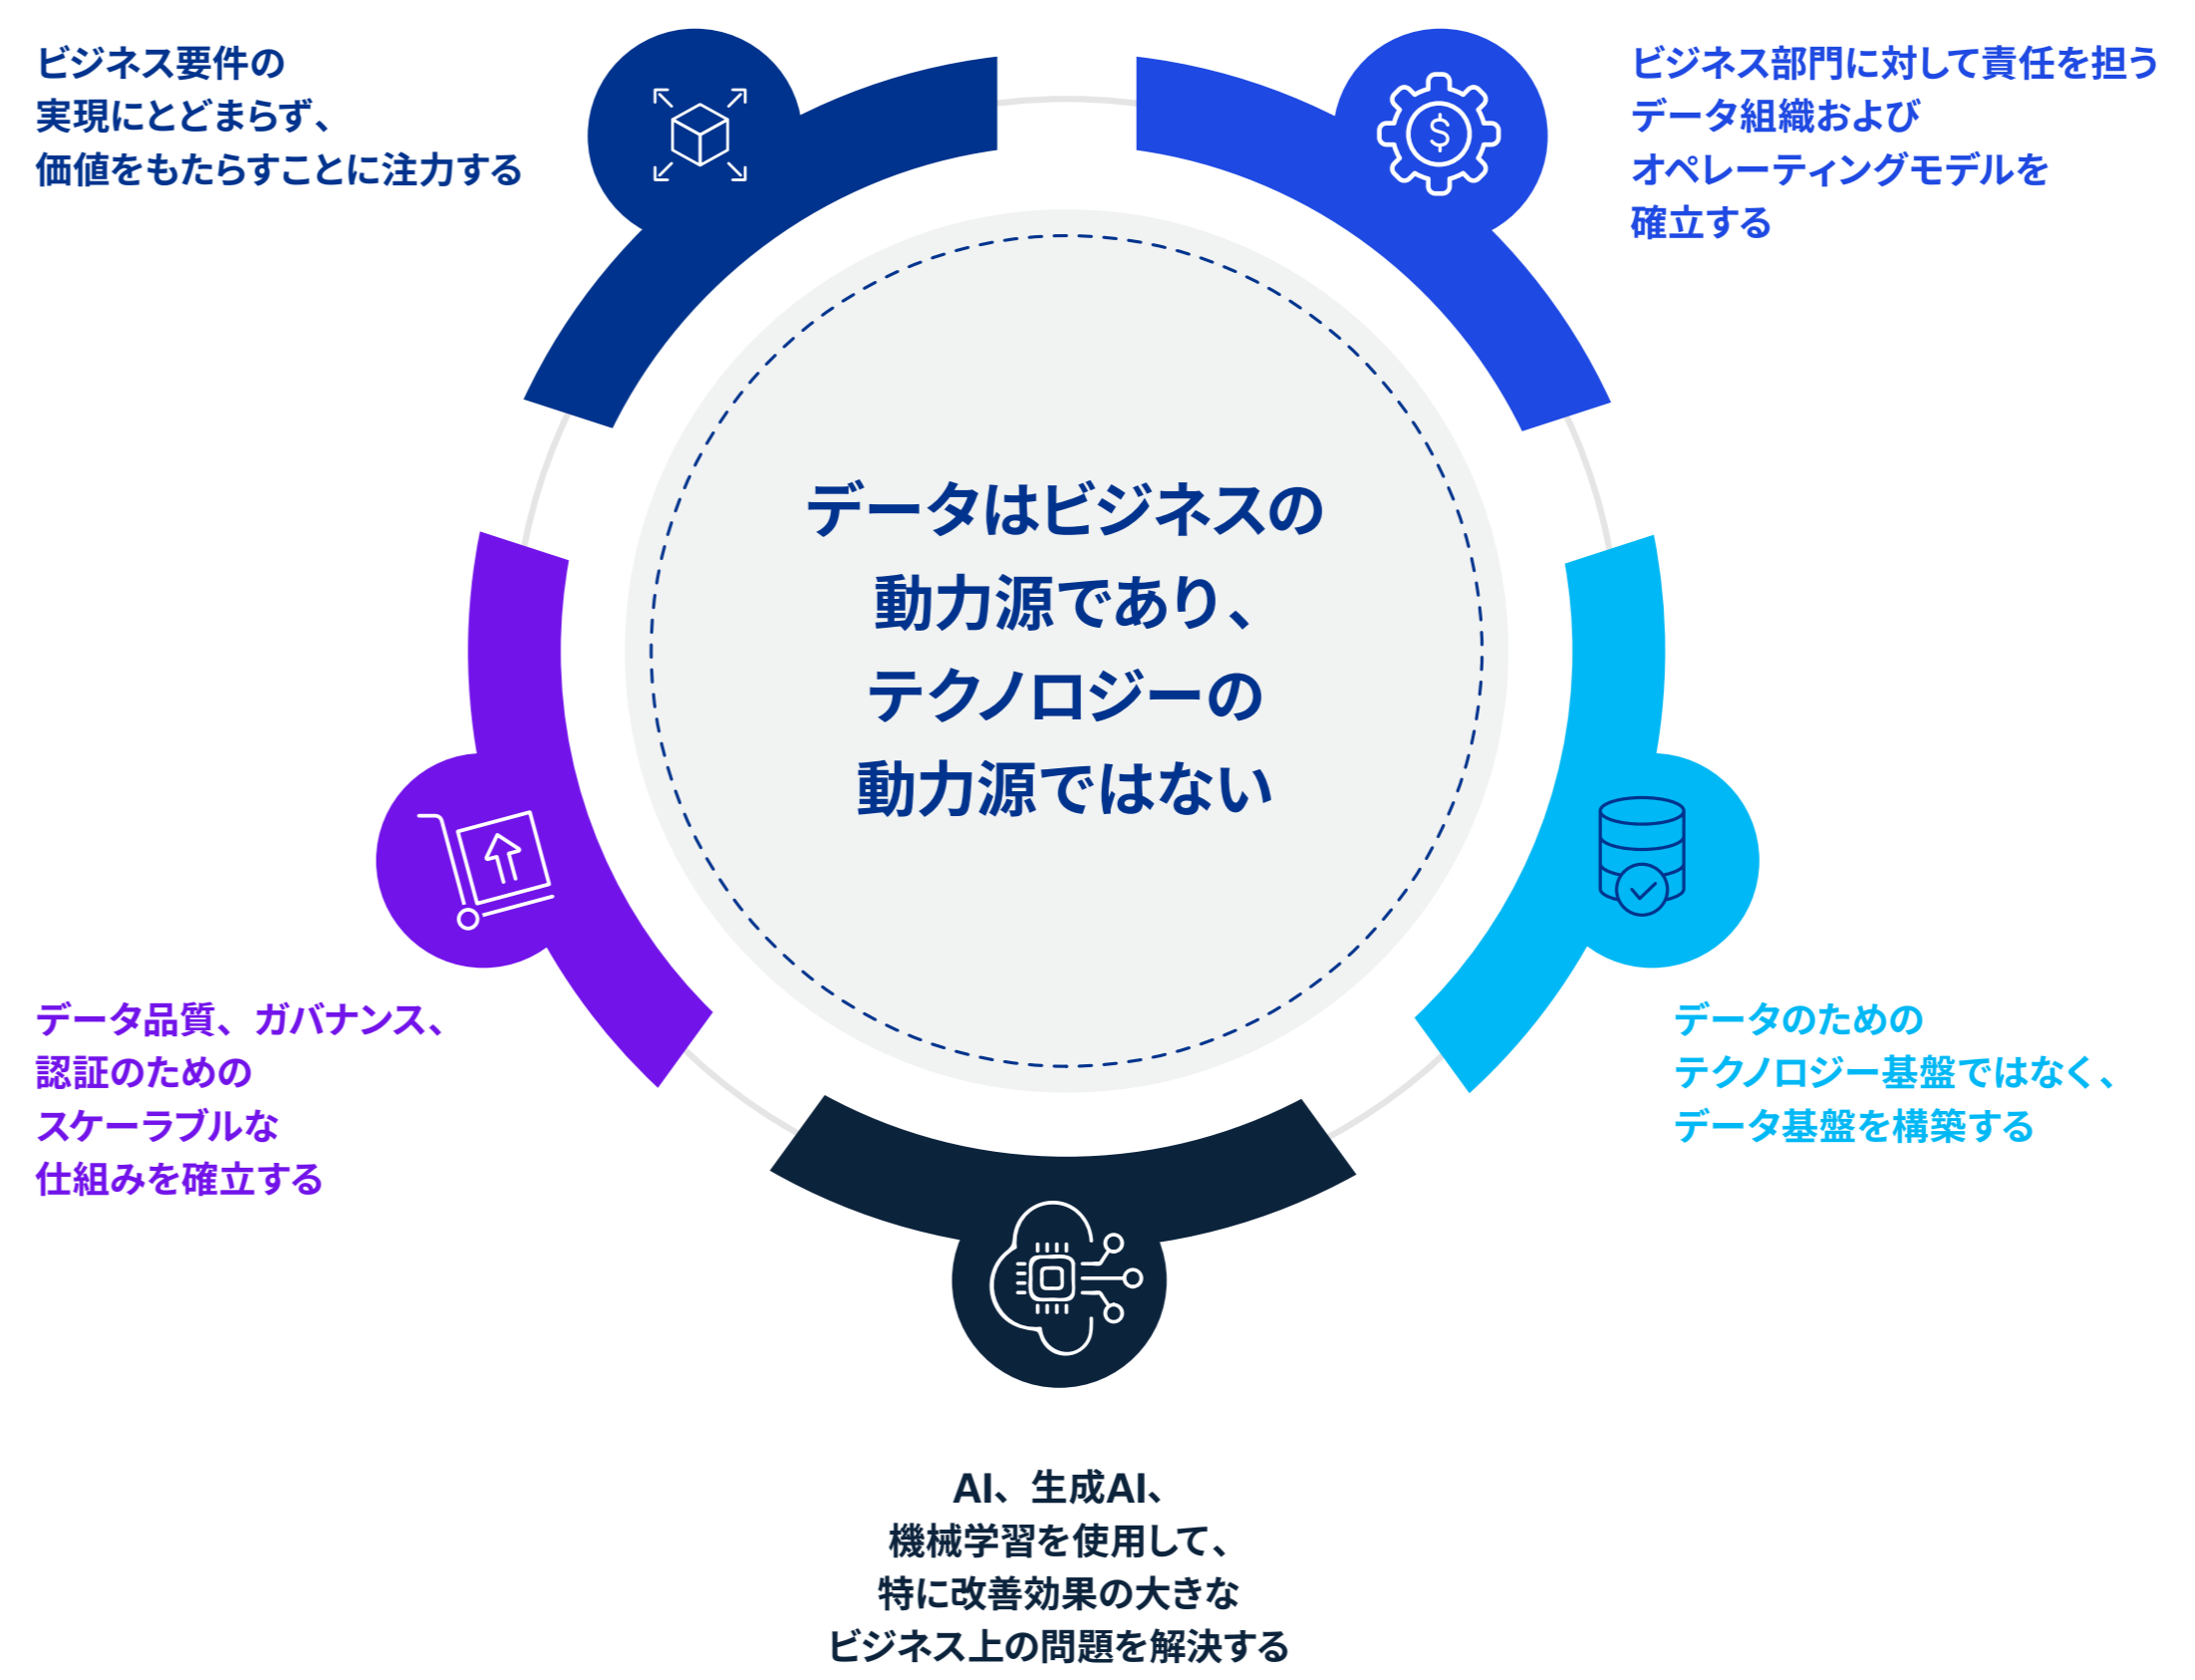 ビジネス要件の
実現にとどまらず、
価値をもたらすことに注力する
ビジネス部門に対して責任を担う
データ組織および
オペレーティングモデルを
確立する
データはビジネスの
動力源であり、
テクノロジーの
動力源ではない
データ品質、ガバナンス、
認証のための
スケーラブルな
仕組みを確立する
データのための
テクノロジー基盤ではなく、
データ基盤を構築する
AI、生成AI、
機械学習を使用して、
特に改善効果の大きな
ビジネス上の問題を解決する